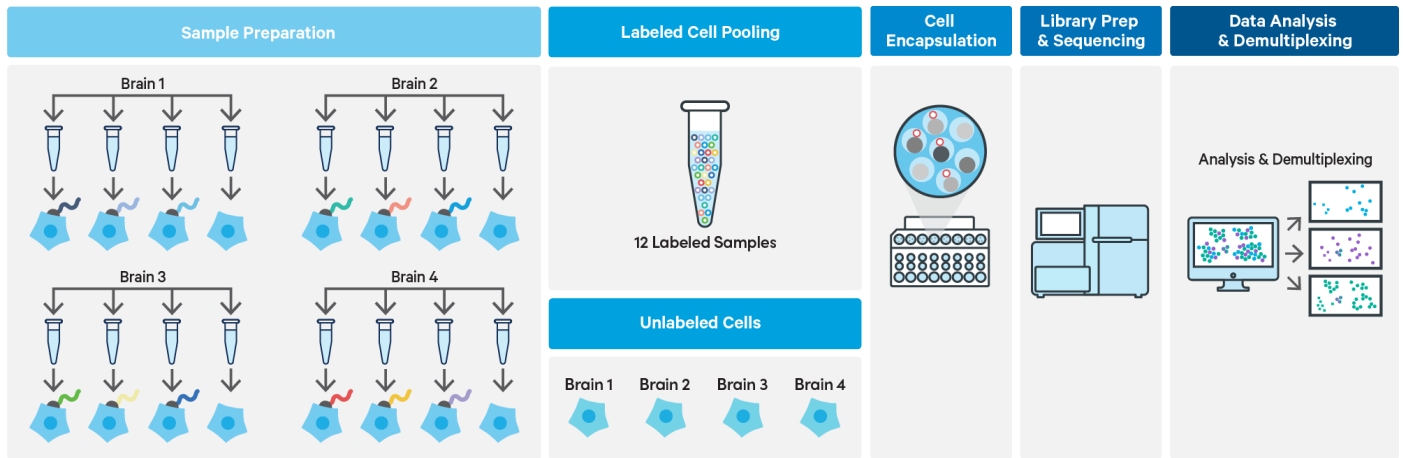 Sample Preparation
Labeled Cell Pooling
Cell
Encapsulation
Library Prep
& Sequencing
Data Analysis
& Demultiplexing
Brain 1
Brain 2
Brain 3
Brain 4
12 Labeled Samples
Unlabeled Cells
Brain 1
Brain 2
Brain 3
Brain 4
Analysis & Demultiplexing